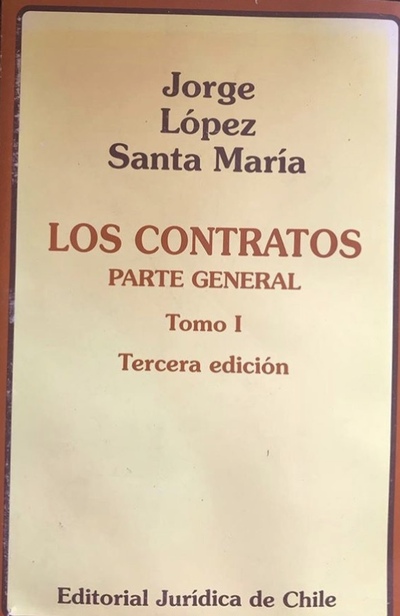 Jorge
López
Santa María
LOS CONTRATOS
PARTE GENERAL
Tomo I
Tercera edición
Editorial Jurídica de Chile